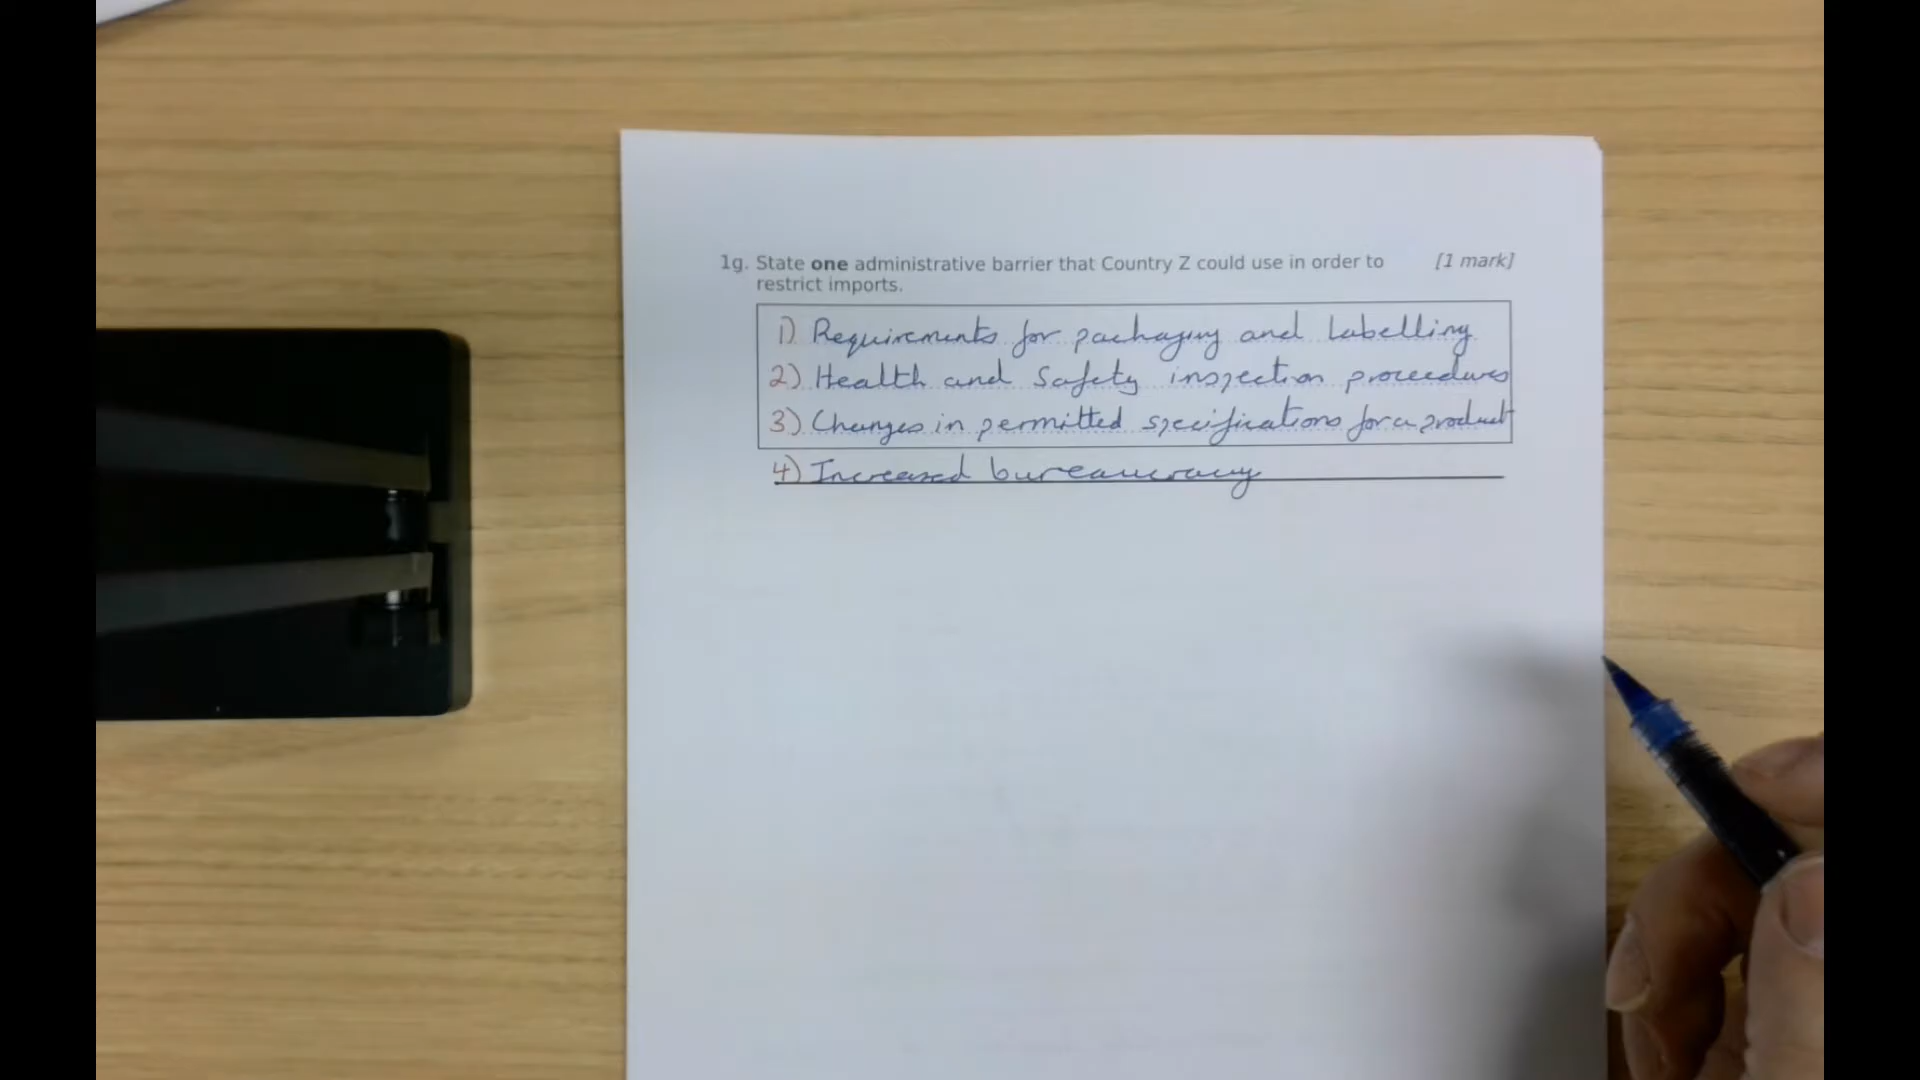 1g. State one administrative barrier that Country Z could use in order to [1 mark]
restrict imports.
1) Requirements for packaging and labelling
2) Health and Safety inspection procedures
3) Changes in permitted specifications for a product
4) Increased bureaucracy